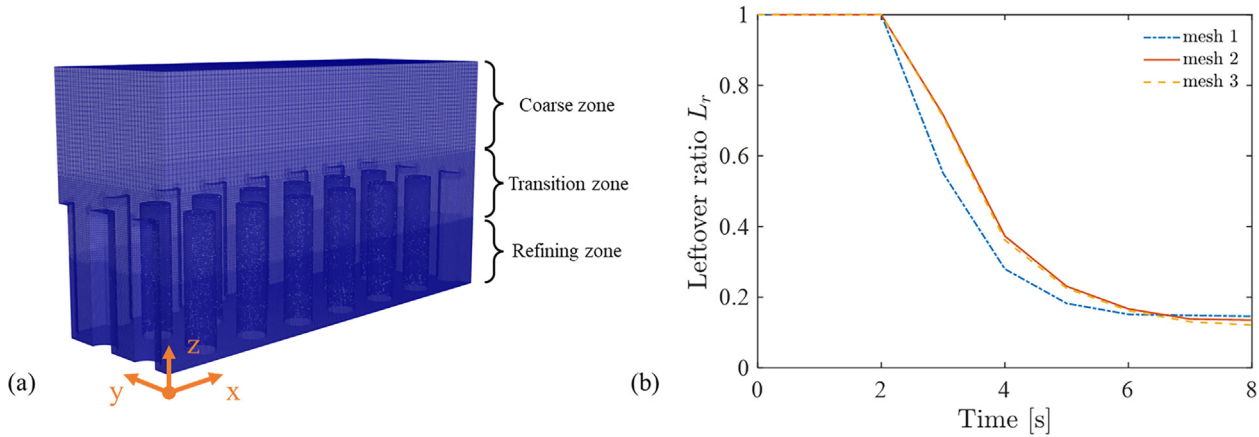 Coarse zone
Transition zone
Refining zone
z
y
x
(a)
Leftover ratio L_r
1
0.8
0.6
0.4
0.2
0
0 2 4 6 8
Time [s]
mesh 1
mesh 2
mesh 3
(b)